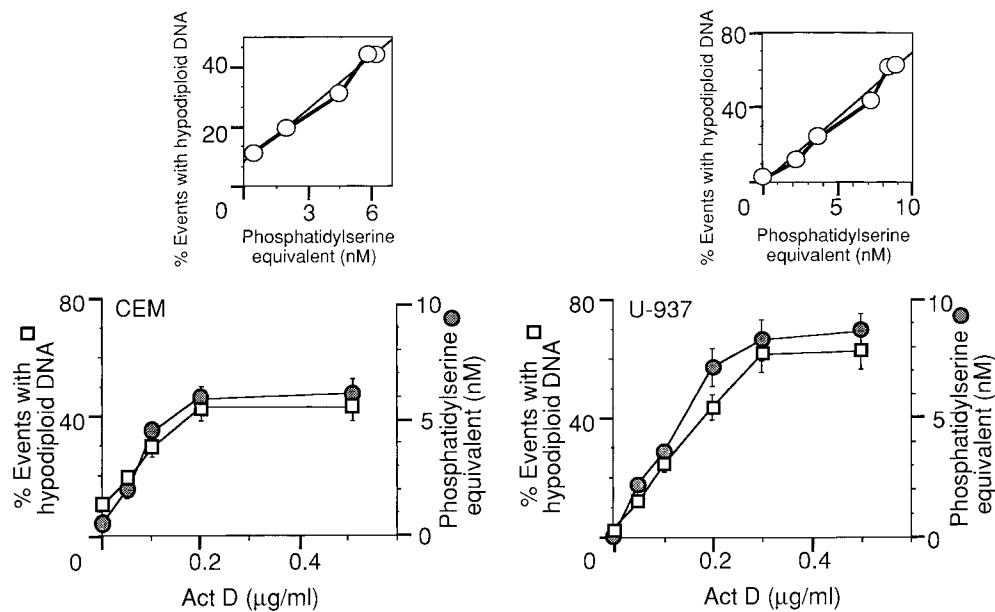 % Events with hypodiploid DNA
40
20
0
3
6
Phosphatidylserine
equivalent (nM)
% Events with hypodiploid DNA
80
40
0
5
10
Phosphatidylserine
equivalent (nM)
CEM
% Events with
hypodiploid DNA
80
40
0
0.2
0.4
Act D (µg/ml)
10
5
0
Phosphatidylserine
equivalent (nM)
U-937
% Events with
hypodiploid DNA
80
40
0
0.2
0.4
Act D (µg/ml)
10
5
0
Phosphatidylserine
equivalent (nM)